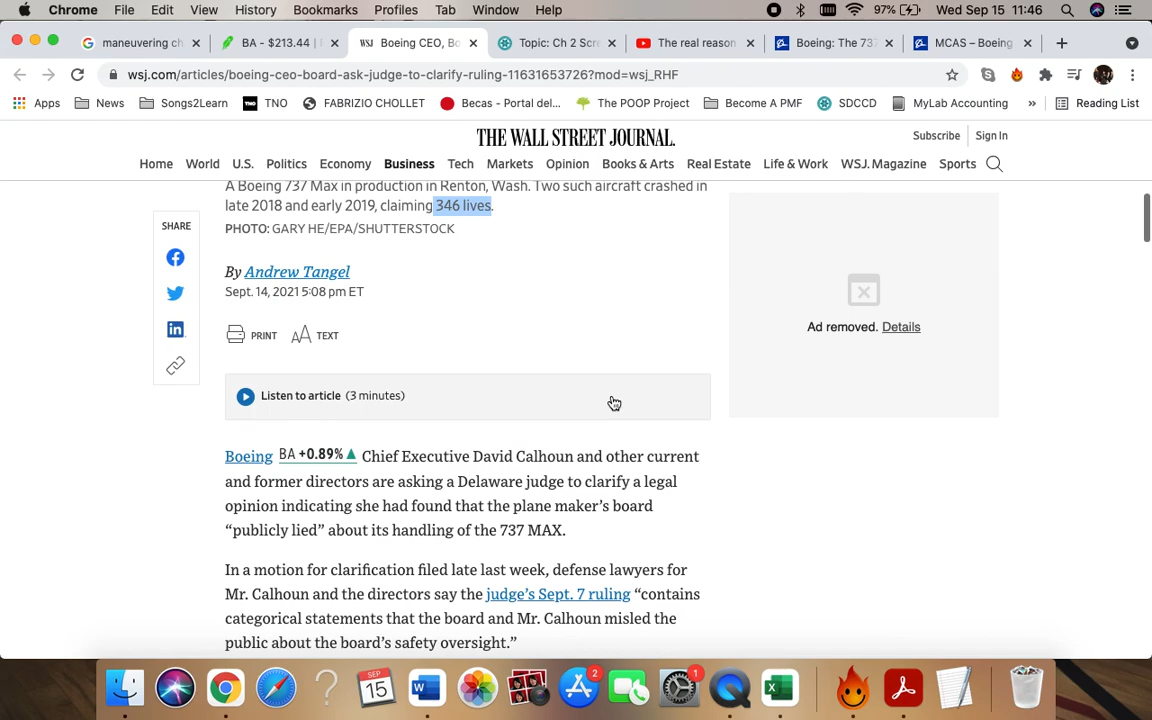 Chrome File Edit View History Bookmarks Profiles Tab Window Help 97% Wed Sep 15 11:46
maneuvering ch BA - $213.44 | R WSJ Boeing CEO, Bo Topic: Ch 2 Scre The real reason Boeing: The 737 MCAS – Boeing
wsj.com/articles/boeing-ceo-board-ask-judge-to-clarify-ruling-11631653726?mod=wsj_RHF
Apps News Songs2Learn TNO TNO FABRIZIO CHOLLET Becas - Portal del... The POOP Project Become A PMF SDCCD MyLab Accounting » Reading List
THE WALL STREET JOURNAL.
Subscribe Sign In
Home World U.S. Politics Economy Business Tech Markets Opinion Books & Arts Real Estate Life & Work WSJ. Magazine Sports
A Boeing 737 Max in production in Renton, Wash. Two such aircraft crashed in
late 2018 and early 2019, claiming 346 lives.
PHOTO: GARY HE/EPA/SHUTTERSTOCK
SHARE
By Andrew Tangel
Sept. 14, 2021 5:08 pm ET
PRINT AA TEXT
Ad removed. Details
Listen to article (3 minutes)
Boeing BA +0.89% ▲ Chief Executive David Calhoun and other current
and former directors are asking a Delaware judge to clarify a legal
opinion indicating she had found that the plane maker's board
“publicly lied” about its handling of the 737 MAX.
In a motion for clarification filed late last week, defense lawyers for
Mr. Calhoun and the directors say the judge's Sept. 7 ruling “contains
categorical statements that the board and Mr. Calhoun misled the
public about the board's safety oversight.”
SEP
15
2
1